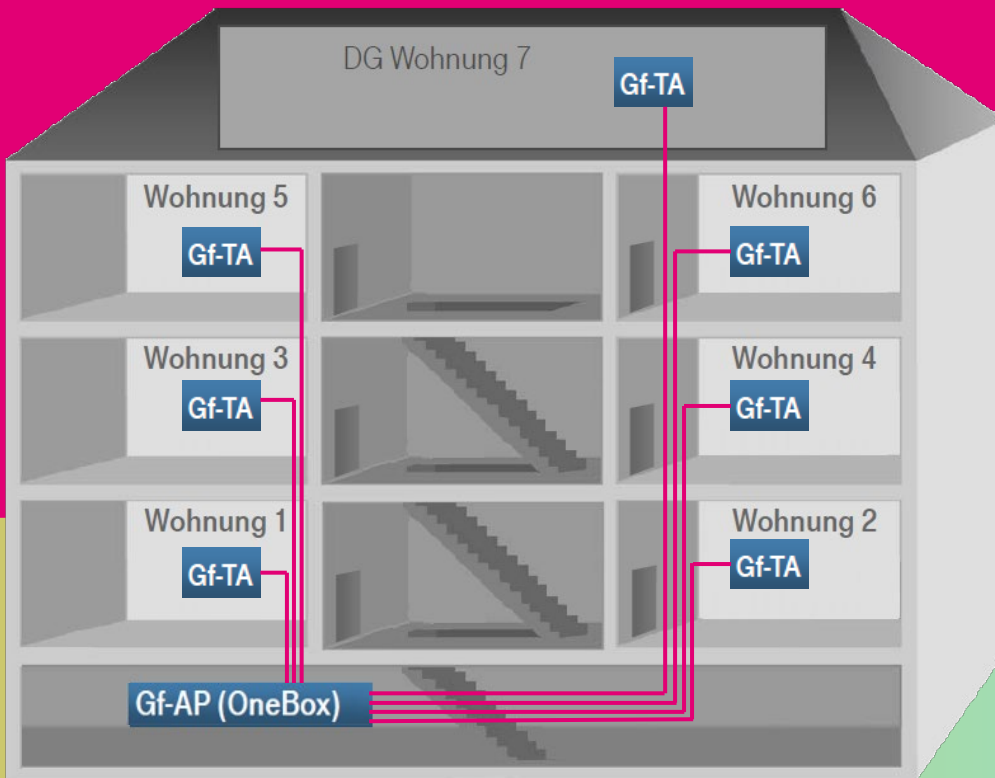 DG Wohnung 7
Gf-TA
Wohnung 5
Gf-TA
Wohnung 6
Gf-TA
Wohnung 3
Gf-TA
Wohnung 4
Gf-TA
Wohnung 1
Gf-TA
Wohnung 2
Gf-TA
Gf-AP (OneBox)